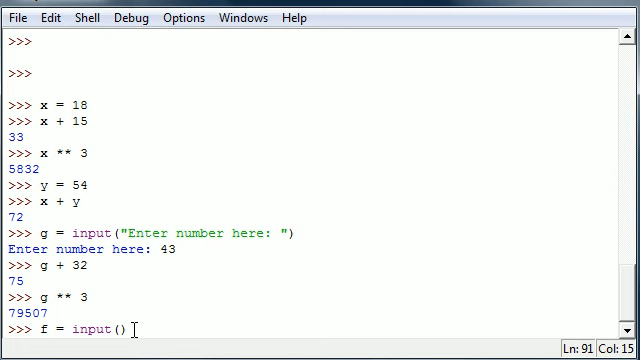 File Edit Shell Debug Options Windows Help
>>>
>>>
>>> x = 18
>>> x + 15
33
>>> x ** 3
5832
>>> y = 54
>>> x + y
72
>>> g = input("Enter number here: ")
Enter number here: 43
>>> g + 32
75
>>> g ** 3
79507
>>> f = input()
Ln: 91 Col: 15